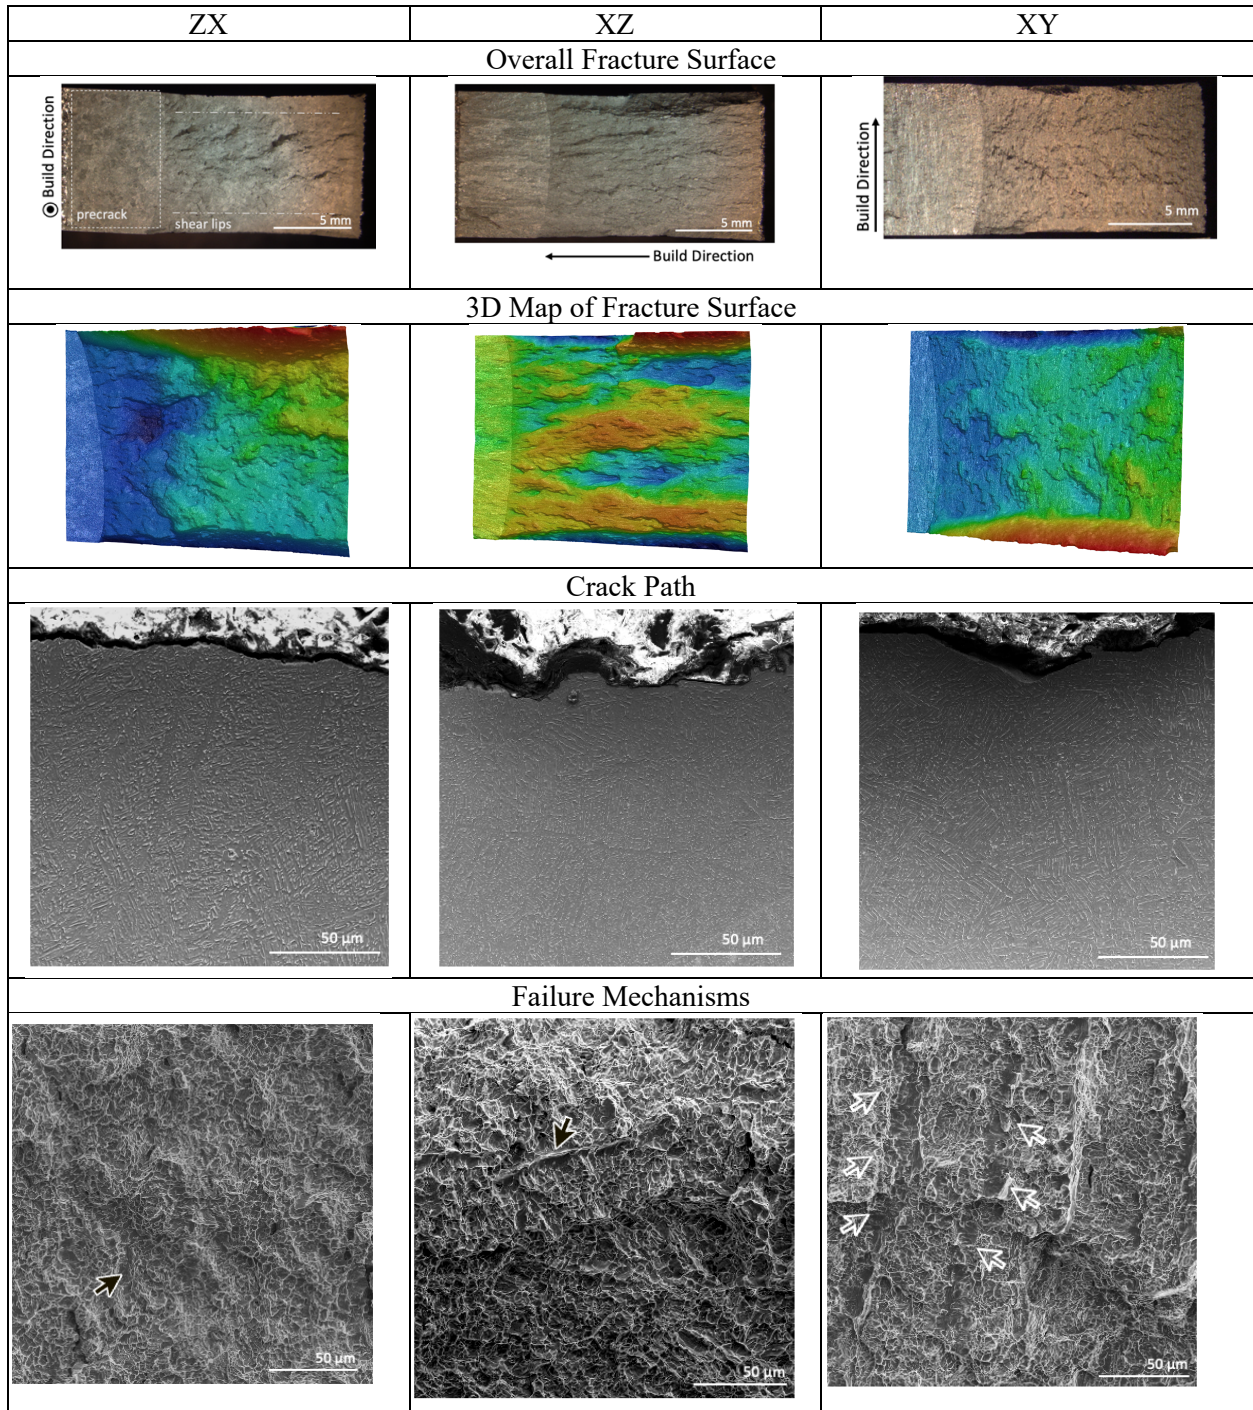 ZX
XZ
XY
Overall Fracture Surface
Build Direction
precrack
shear lips
5 mm
5 mm
Build Direction
Build Direction
5 mm
3D Map of Fracture Surface
Crack Path
50 µm
50 µm
50 µm
Failure Mechanisms
50 µm
50 µm
50 µm